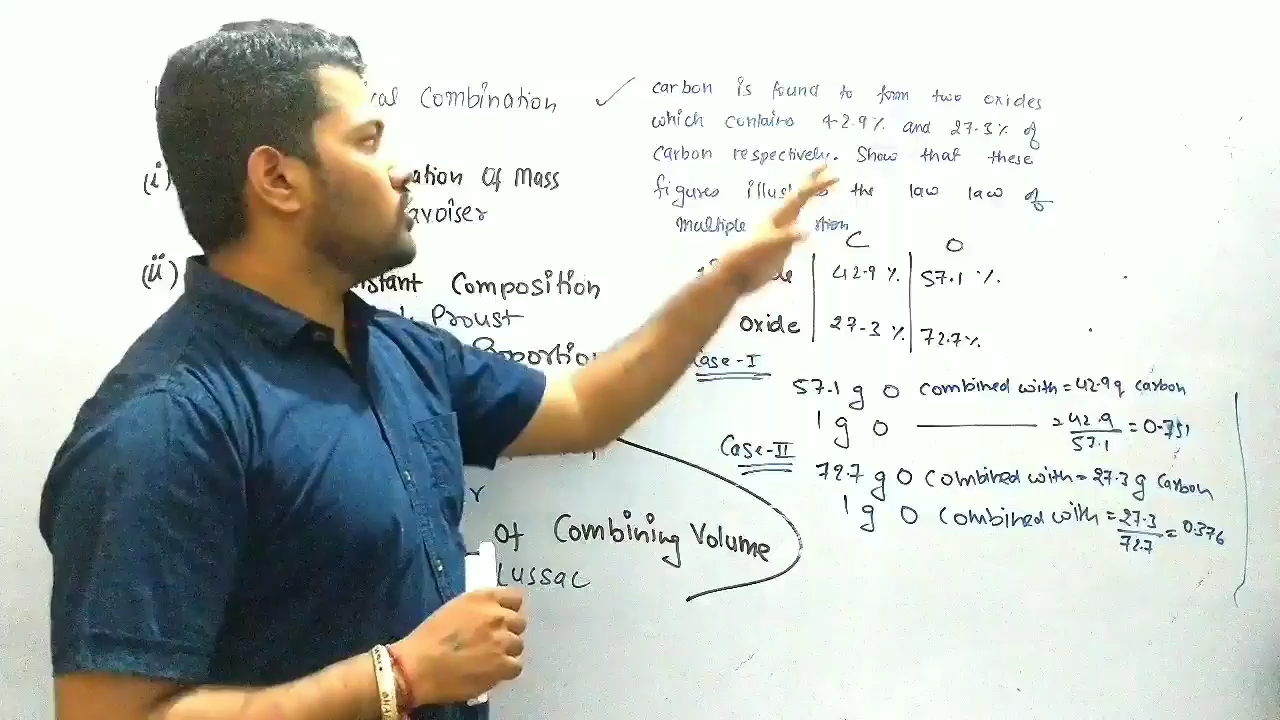 ical Combination
(i) ation Of Mass
avoiser
(ii) nstant Composition
Proust
Proportion
r
Of Combining Volume
Lussac
✓ carbon is found to form two oxides
which contains 42.9% and 27.3% of
carbon respectively. Show that these
figures illust the law law of
multiple tion
C O
42.9 % 57.1 %.
oxide 27.3 % 72.7%.
Case-I
57.1 g O combined with = 42.9g carbon
1 g O ——— = 42.9/57.1 = 0.751
Case-II
72.7 g O combined with = 27.3 g carbon
1 g O combined with = 27.3/72.7 = 0.376